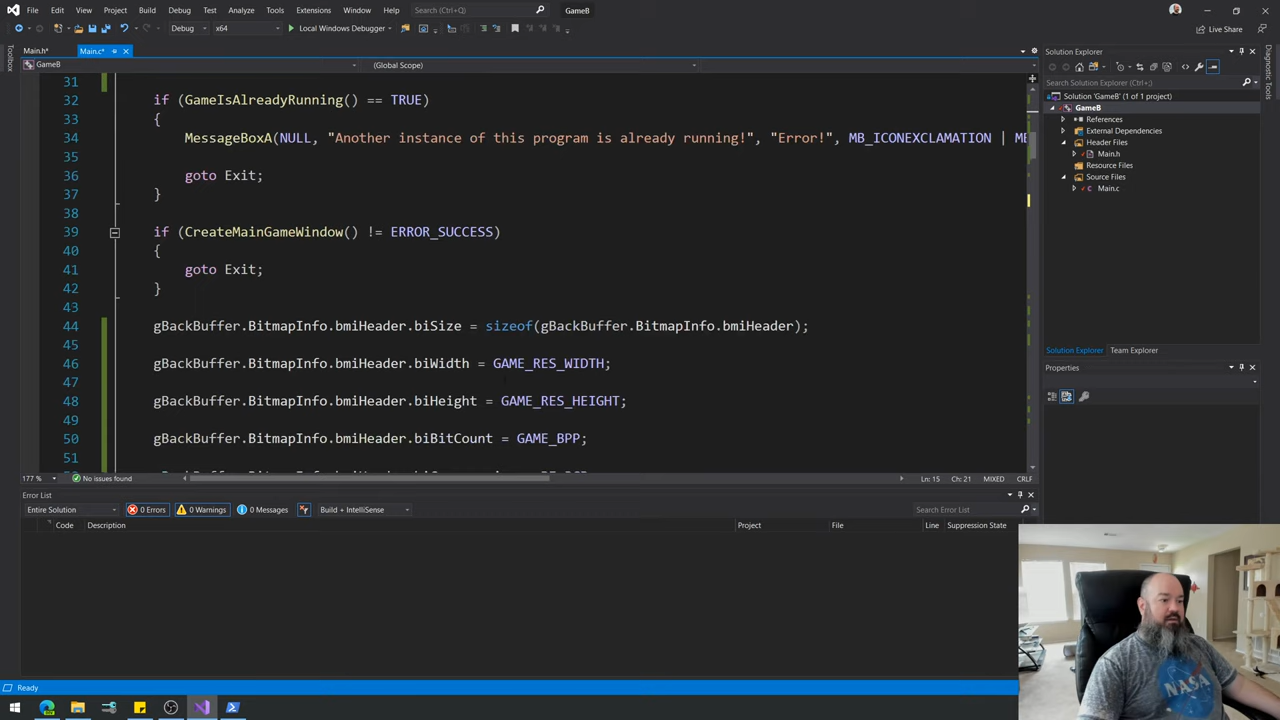 File Edit View Project Build Debug Test Analyze Tools Extensions Window Help Search (Ctrl+Q) GameB
Debug x64 Local Windows Debugger Live Share
Toolbox
Main.h* Main.c*
GameB (Global Scope)
31
32 if (GameIsAlreadyRunning() == TRUE)
33 {
34 MessageBoxA(NULL, "Another instance of this program is already running!", "Error!", MB_ICONEXCLAMATION | MB
35
36 goto Exit;
37 }
38
39 if (CreateMainGameWindow() != ERROR_SUCCESS)
40 {
41 goto Exit;
42 }
43
44 gBackBuffer.BitmapInfo.bmiHeader.biSize = sizeof(gBackBuffer.BitmapInfo.bmiHeader);
45
46 gBackBuffer.BitmapInfo.bmiHeader.biWidth = GAME_RES_WIDTH;
47
48 gBackBuffer.BitmapInfo.bmiHeader.biHeight = GAME_RES_HEIGHT;
49
50 gBackBuffer.BitmapInfo.bmiHeader.biBitCount = GAME_BPP;
51
177 % No issues found Ln: 15 Ch: 21 MIXED CRLF
Error List
Entire Solution 0 Errors 0 Warnings 0 Messages Build + IntelliSense Search Error List
Code Description Project File Line Suppression State
Ready
Solution Explorer
Search Solution Explorer (Ctrl+;)
Solution 'GameB' (1 of 1 project)
GameB
References
External Dependencies
Header Files
Main.h
Resource Files
Source Files
Main.c
Solution Explorer Team Explorer
Properties
Diagnostic Tools
NASA